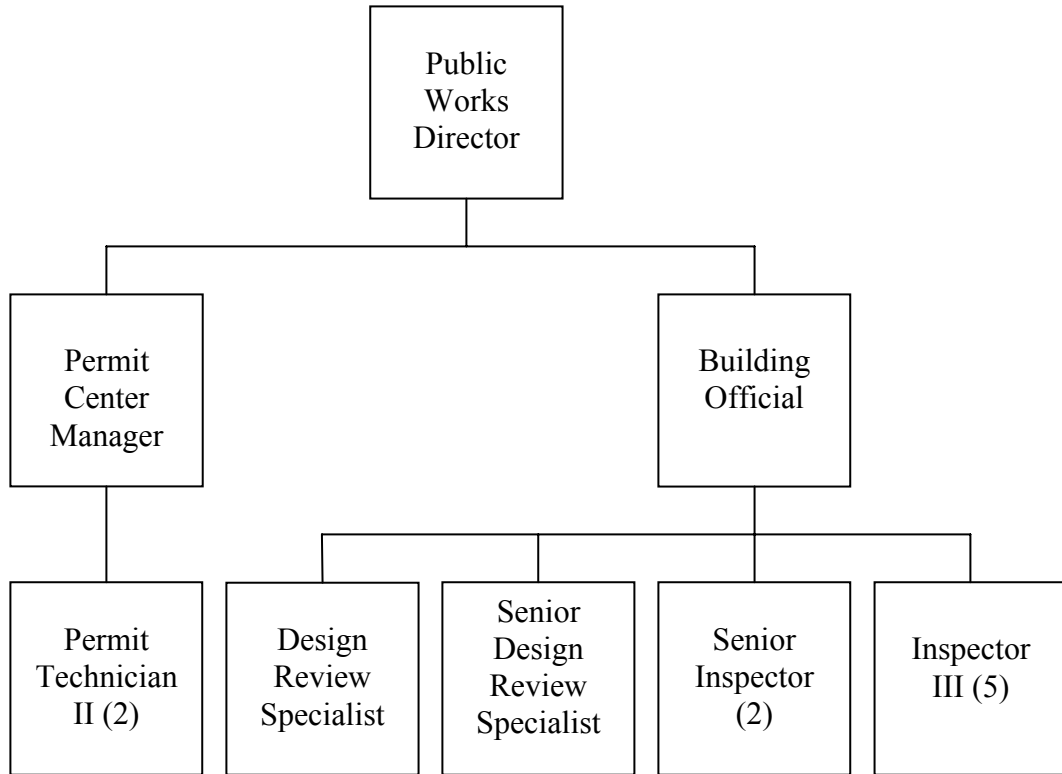 Public
Works
Director
Permit
Center
Manager
Building
Official
Permit
Technician
II (2)
Design
Review
Specialist
Senior
Design
Review
Specialist
Senior
Inspector
(2)
Inspector
III (5)